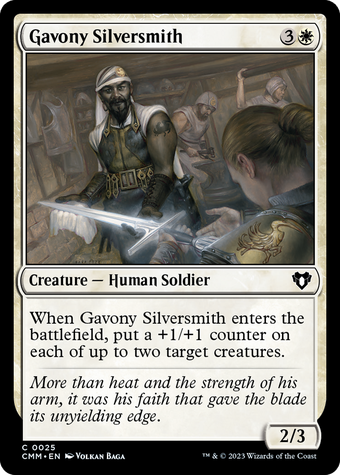 Gavony Silversmith 3
Creature — Human Soldier
When Gavony Silversmith enters the
battlefield, put a +1/+1 counter on
each of up to two target creatures.
More than heat and the strength of his
arm, it was his faith that gave the blade
its unyielding edge.
2/3
C 0025
CMM • EN Volkan Baga
™ & © 2023 Wizards of the Coast